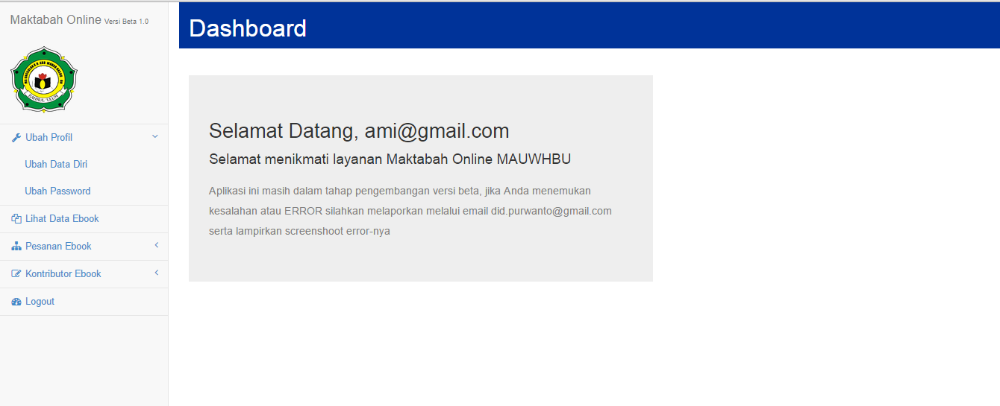 Maktabah Online Versi Beta 1.0
BAHRUL 'ULUM
Ubah Profil
Ubah Data Diri
Ubah Password
Lihat Data Ebook
Pesanan Ebook
Kontributor Ebook
Logout
Dashboard
Selamat Datang, ami@gmail.com
Selamat menikmati layanan Maktabah Online MAUWHBU
Aplikasi ini masih dalam tahap pengembangan versi beta, jika Anda menemukan
kesalahan atau ERROR silahkan melaporkan melalui email did.purwanto@gmail.com
serta lampirkan screenshoot error-nya